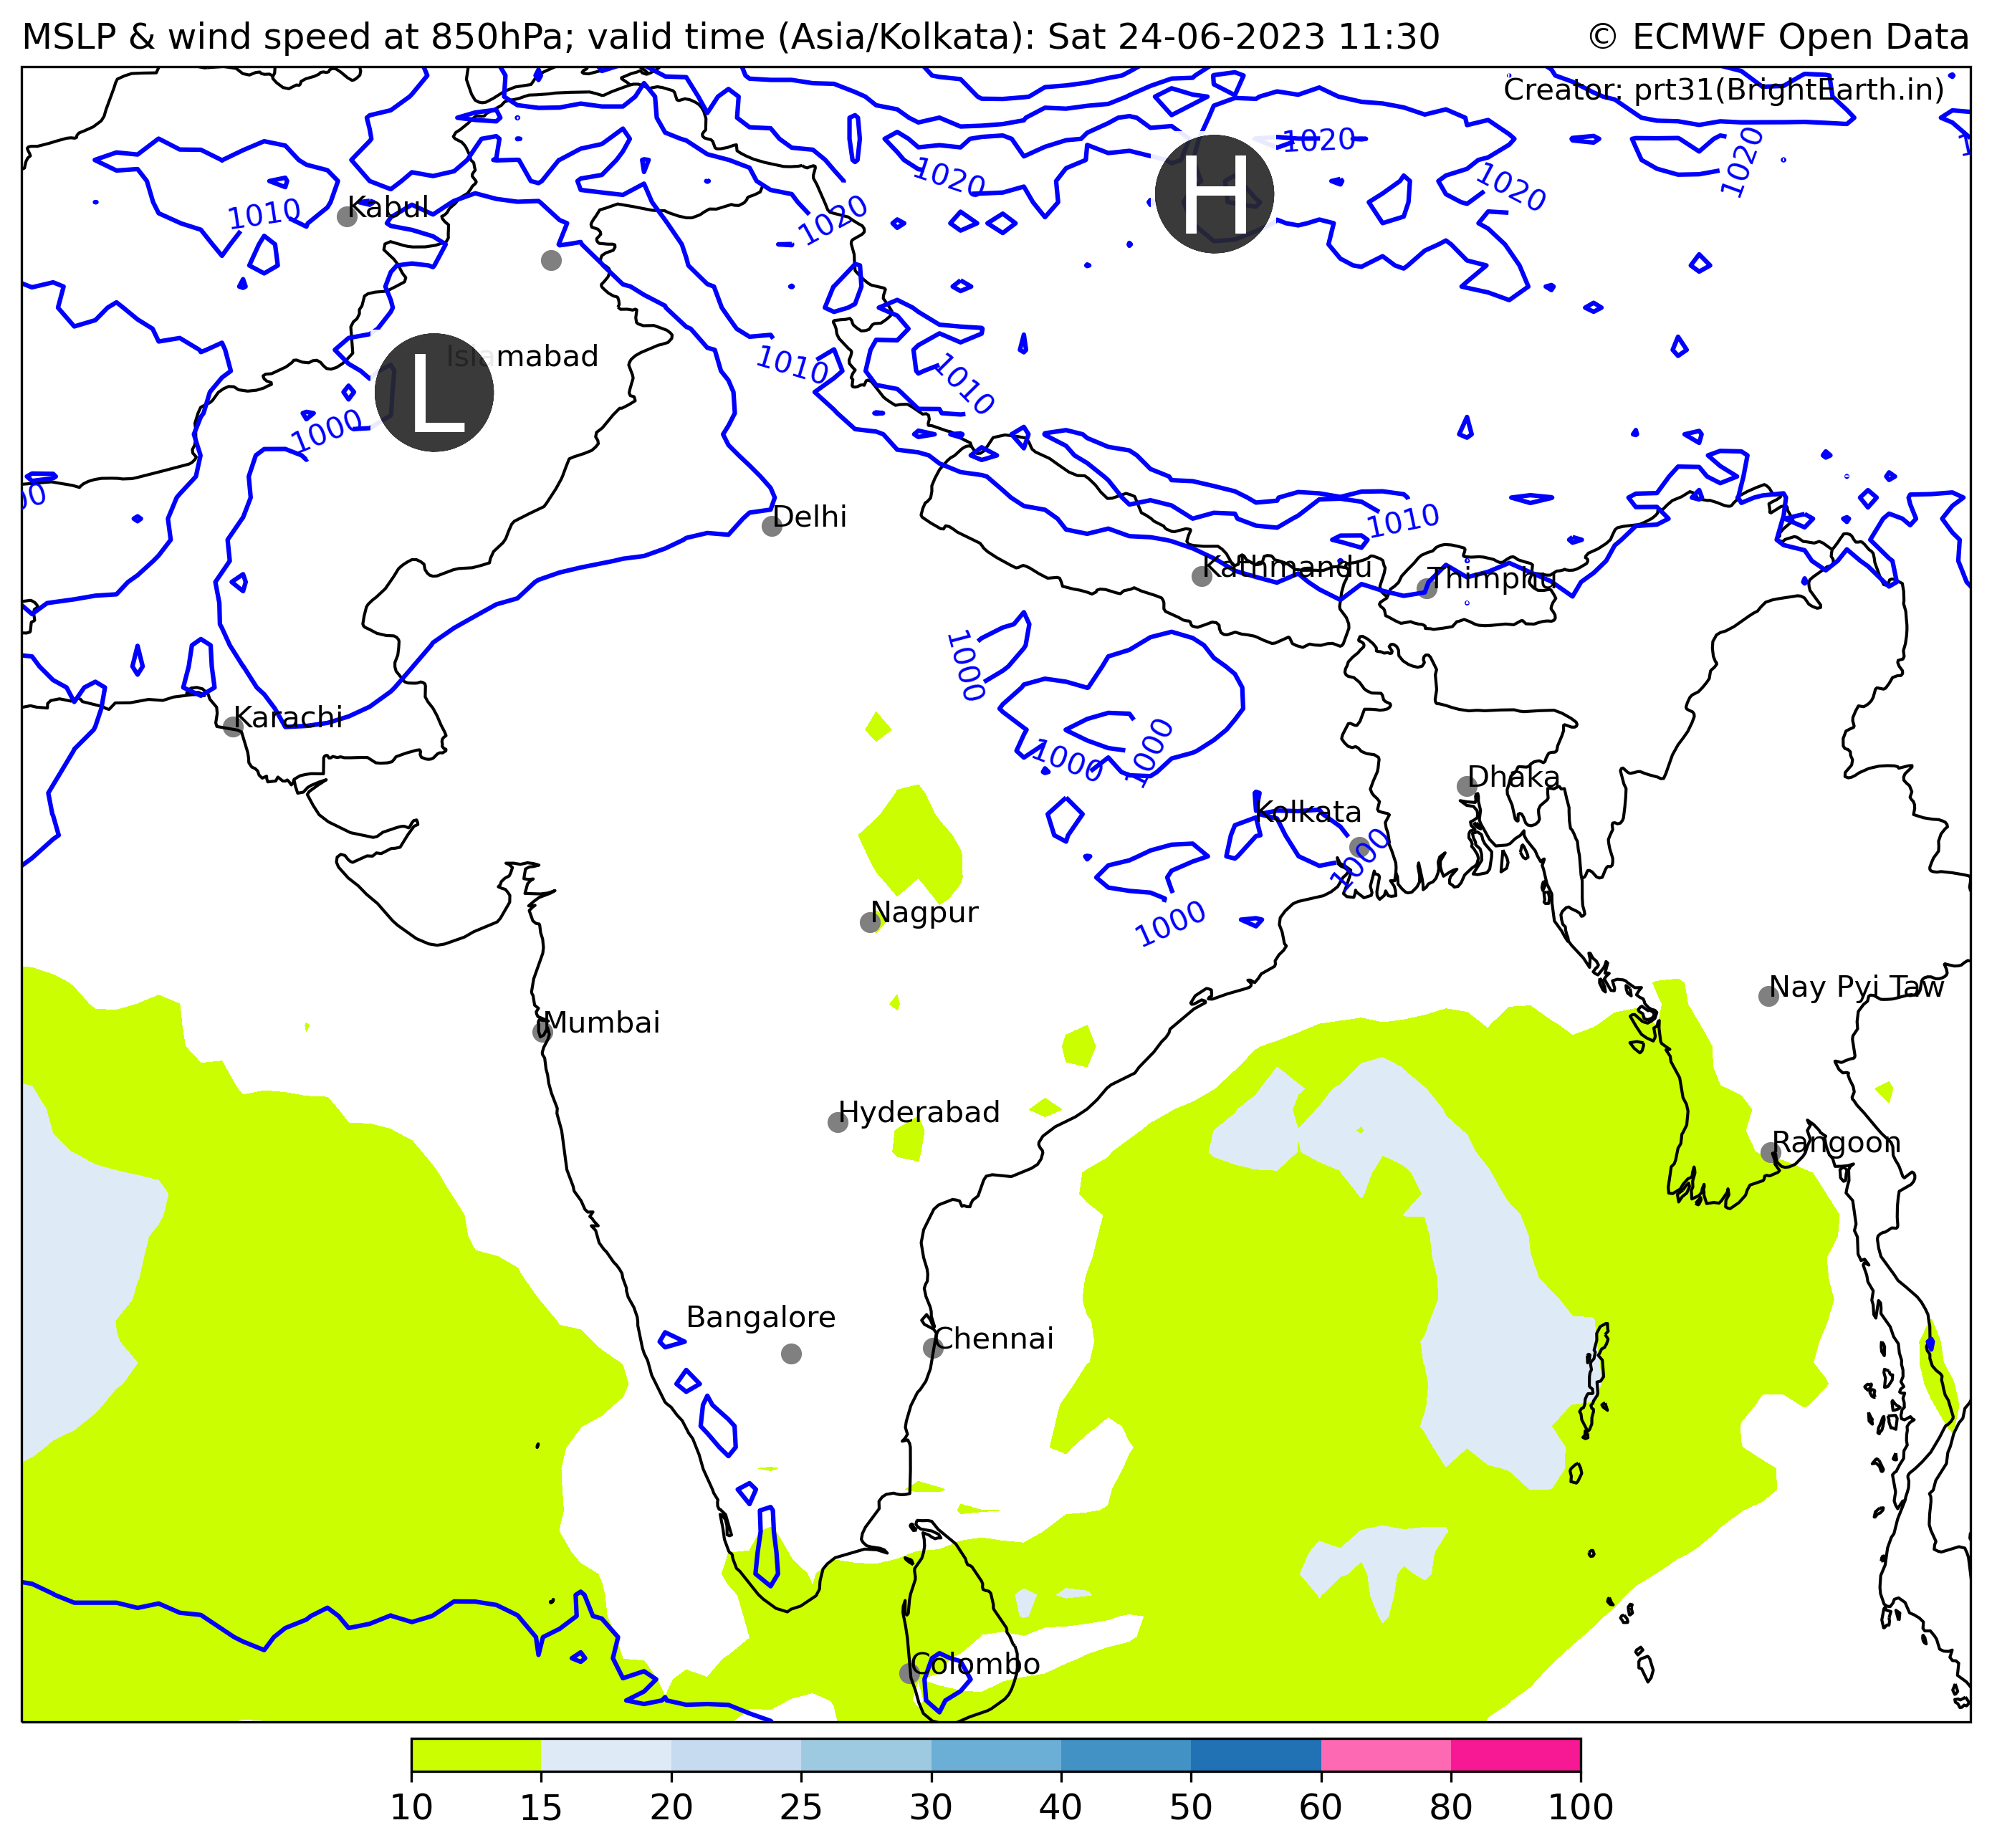 MSLP & wind speed at 850hPa; valid time (Asia/Kolkata): Sat 24-06-2023 11:30
© ECMWF Open Data
Creator: prt31(BrightEarth.in)
1020
1020
1020
1020
1020
H
Kabul
1010
L
Islamabad
1010
1010
1000
Delhi
1010
Kathmandu
Thimphu
1000
Karachi
1000
1000
Dhaka
Kolkata
1000
Nagpur
1000
Nay Pyi Taw
Mumbai
Hyderabad
Rangoon
Bangalore
Chennai
Colombo
10 15 20 25 30 40 50 60 80 100